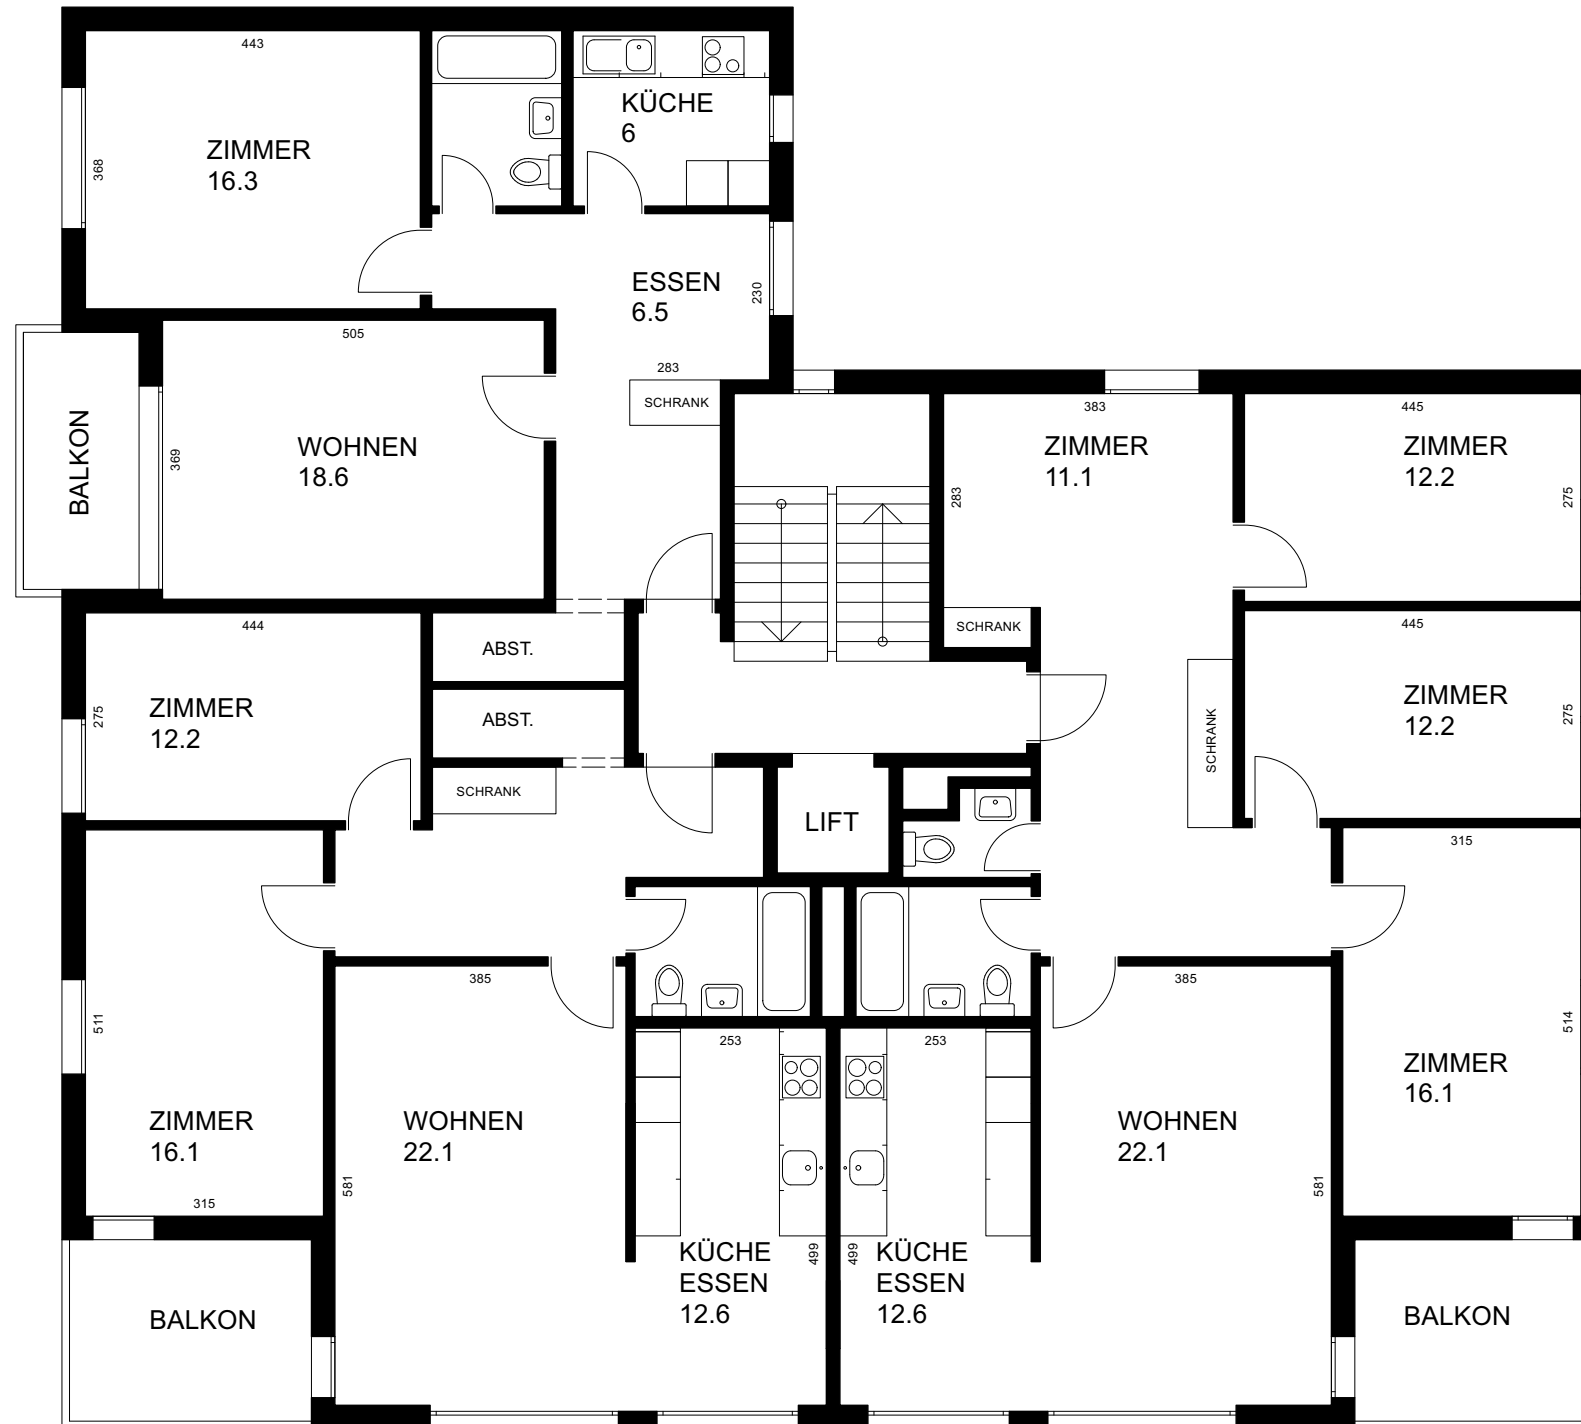 443
KÜCHE
6
ZIMMER
16.3
368
ESSEN
6.5
230
283
SCHRANK
505
WOHNEN
18.6
369
BALKON
383
ZIMMER
11.1
283
445
ZIMMER
12.2
275
SCHRANK
445
ZIMMER
12.2
275
SCHRANK
444
ZIMMER
12.2
275
ABST.
ABST.
SCHRANK
LIFT
315
ZIMMER
16.1
514
511
ZIMMER
16.1
315
385
WOHNEN
22.1
581
253
KÜCHE
ESSEN
12.6
499
253
KÜCHE
ESSEN
12.6
499
385
WOHNEN
22.1
581
BALKON
BALKON